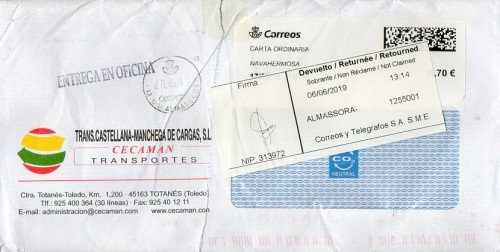 Correos
CARTA ORDINARIA
NAVAHERMOSA
,70 €
ENTREGA EN OFICINA
Firma
Devuelto / Returnée / Retourned
Sobrante / Non Réclamé / Not Claimed
06/06/2019 13:14
ALMASSORA- 1255001
Correos y Telegrafos S.A. S.M.E.
NIP: 313972
TRANS.CASTELLANA-MANCHEGA DE CARGAS, S.L
CECAMAN
TRANSPORTES
Ctra. Totanés-Toledo, Km. 1,200 - 45163 TOTANÉS (Toledo)
Tlf.: 925 400 364 (30 líneas) - Fax: 925 40 12 11
E-mail: administracion@cecaman.com - www.cecaman.com
CO2
NEUTRAL